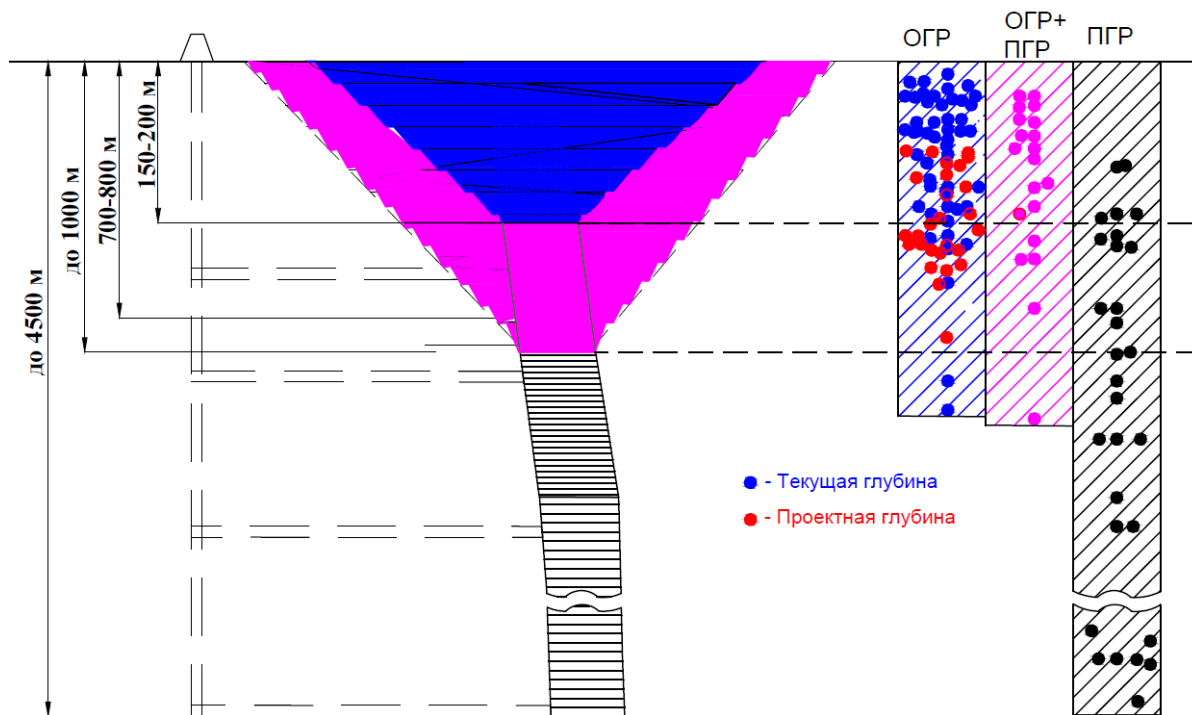 ОГР
ОГР+
ПГР
ПГР
до 4500 м
до 1000 м
700-800 м
150-200 м
- Текущая глубина
- Проектная глубина